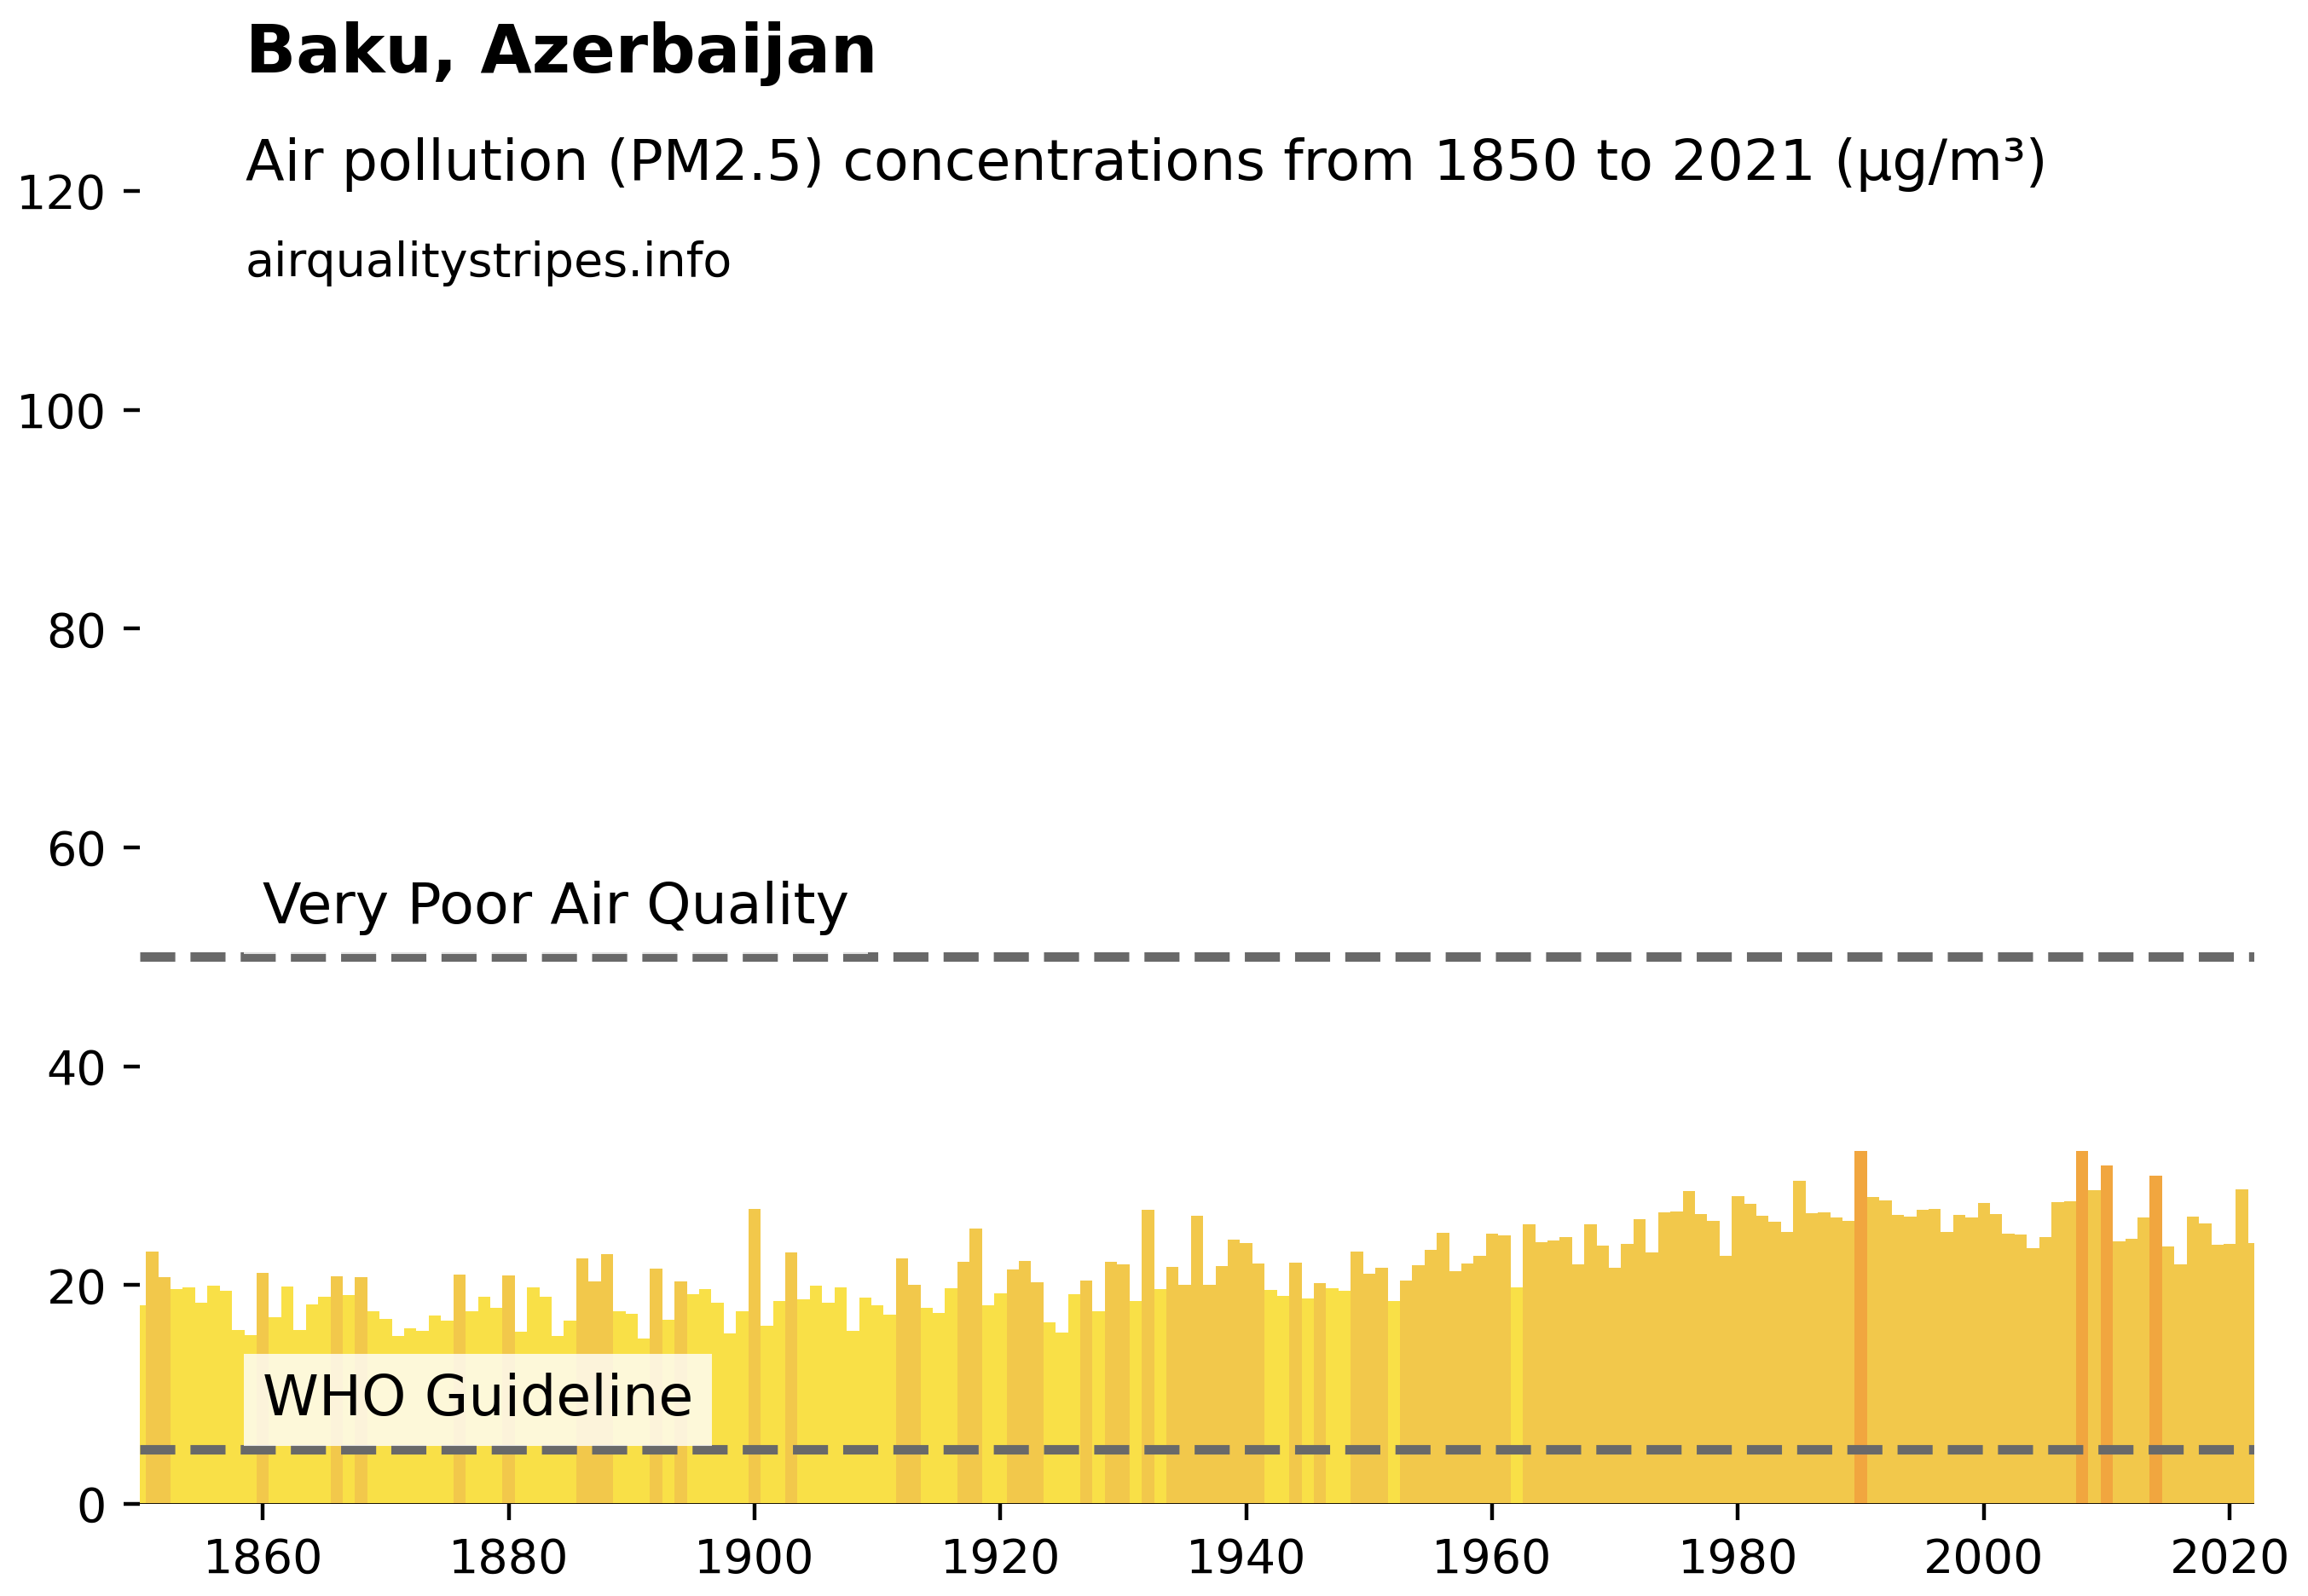 Baku, Azerbaijan
Air pollution (PM2.5) concentrations from 1850 to 2021 (µg/m³)
airqualitystripes.info
120
100
80
60
Very Poor Air Quality
40
20
WHO Guideline
0
1860 1880 1900 1920 1940 1960 1980 2000 2020